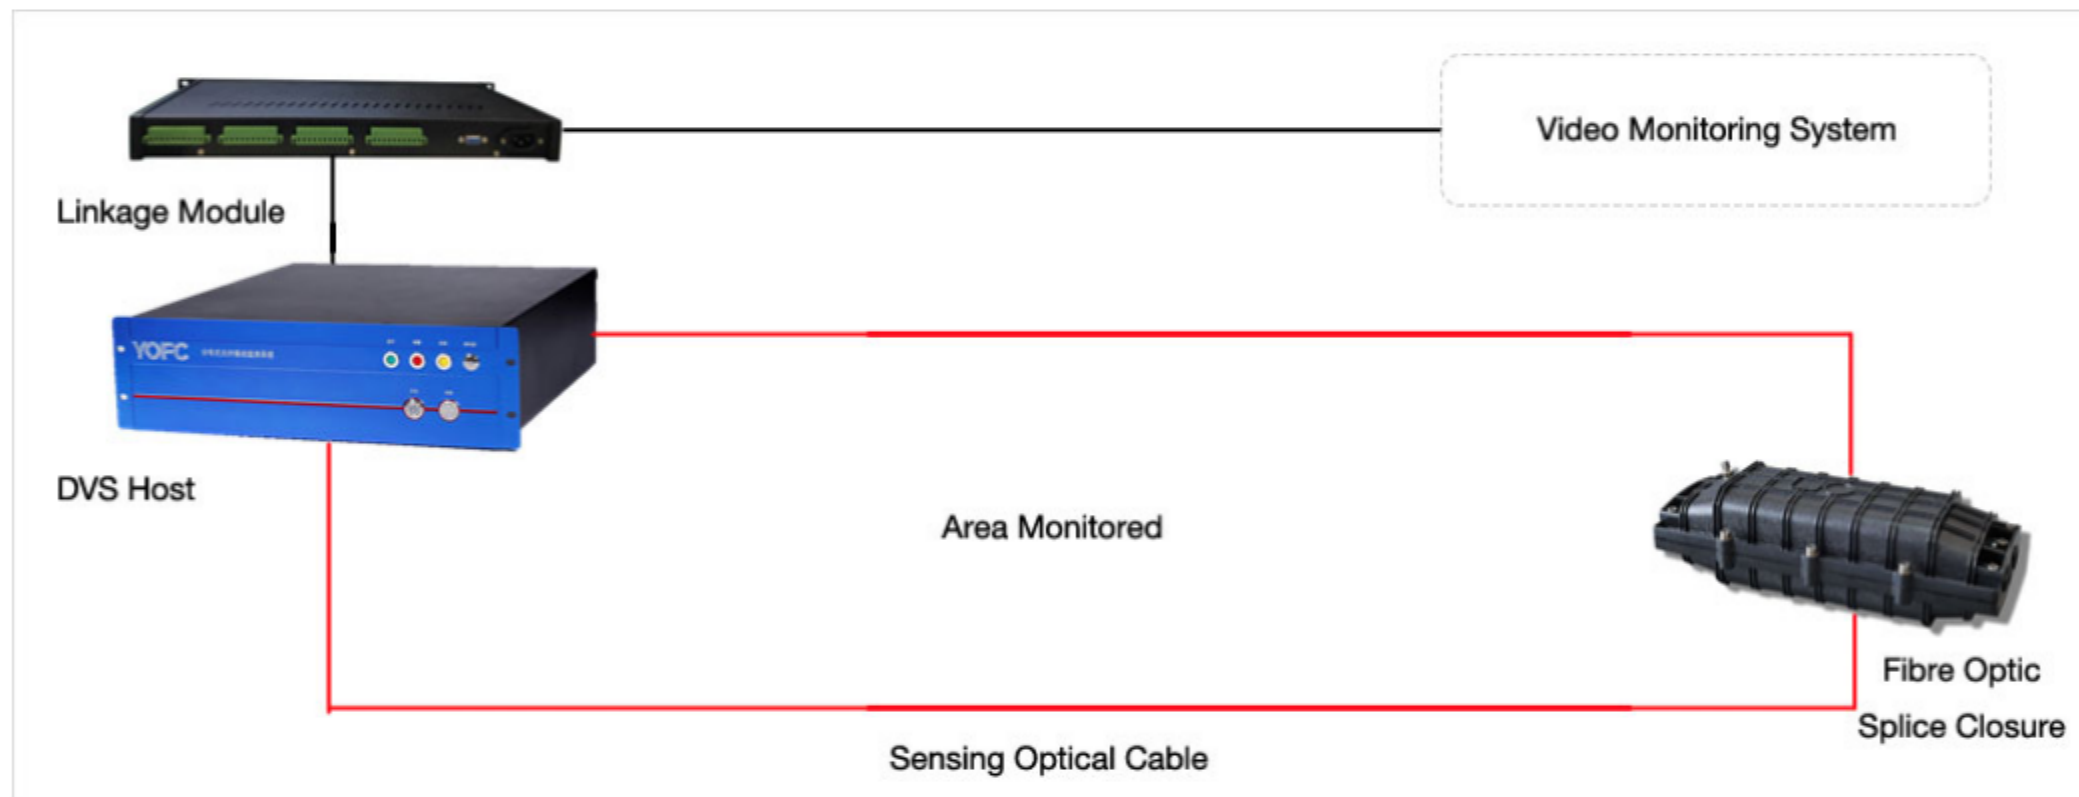 Video Monitoring System
Linkage Module
YOFC
DVS Host
Area Monitored
Fibre Optic
Splice Closure
Sensing Optical Cable